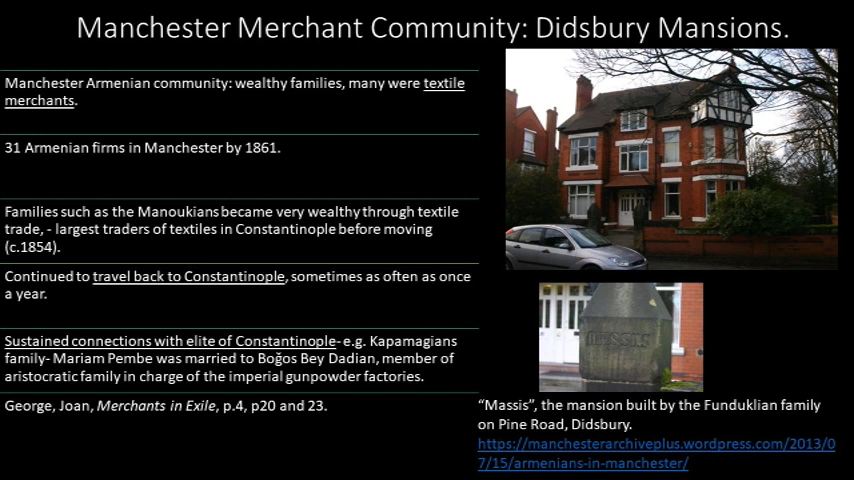 Manchester Merchant Community: Didsbury Mansions.
Manchester Armenian community: wealthy families, many were textile
merchants.
31 Armenian firms in Manchester by 1861.
Families such as the Manoukians became very wealthy through textile
trade, - largest traders of textiles in Constantinople before moving
(c.1854).
Continued to travel back to Constantinople, sometimes as often as once
a year.
Sustained connections with elite of Constantinople- e.g. Kapamagians
family- Mariam Pembe was married to Boğos Bey Dadian, member of
aristocratic family in charge of the imperial gunpowder factories.
George, Joan, Merchants in Exile, p.4, p20 and 23.
MASSIS
“Massis”, the mansion built by the Funduklian family
on Pine Road, Didsbury.
https://manchesterarchiveplus.wordpress.com/2013/0
7/15/armenians-in-manchester/